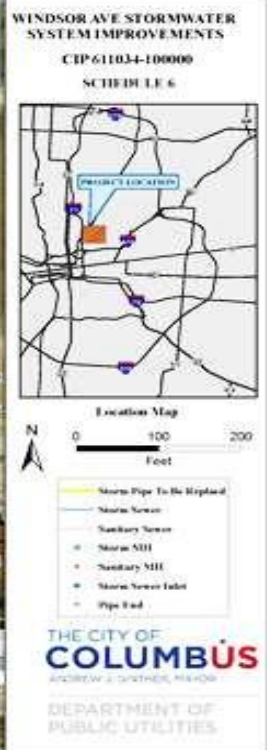 WINDSOR AVE STORMWATER
SYSTEM IMPROVEMENTS
CIP 611034-100000
SCHEDULE 6
PROJECT LOCATION
Location Map
N
0 100 200
Feet
Storm Pipe To Be Replaced
Storm Sewer
Sanitary Sewer
Storm MH
Sanitary MH
Storm Sewer Inlet
Pipe End
THE CITY OF
COLUMBUS
ANDREW J. GINTHER, MAYOR
DEPARTMENT OF
PUBLIC UTILITIES